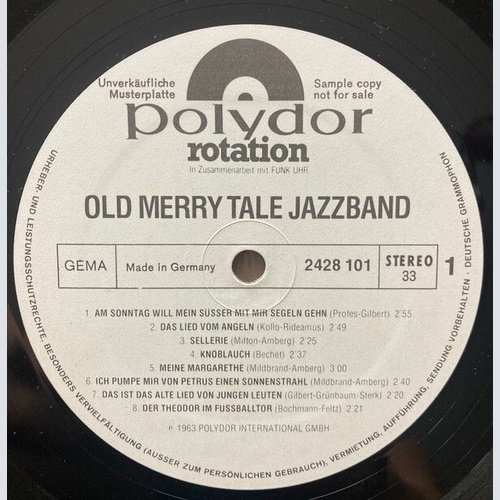 Unverkäufliche
Musterplatte
Sample copy
not for sale
polydor
rotation
In Zusammenarbeit mit FUNK UHR
OLD MERRY TALE JAZZBAND
GEMA
Made in Germany
2428 101
STEREO
33
1
1. AM SONNTAG WILL MEIN SÜSSER MIT MIR SEGELN GEHN (Protes-Gilbert) 2'55
2. DAS LIED VOM ANGELN (Kollo-Rideamus) 2'49
3. SELLERIE (Milton-Amberg) 2'25
4. KNOBLAUCH (Bechet) 2'37
5. MEINE MARGARETHE (Mildbrand-Amberg) 3'00
6. ICH PUMPE MIR VON PETRUS EINEN SONNENSTRAHL (Mildbrand-Amberg) 2'40
7. DAS IST DAS ALTE LIED VON JUNGEN LEUTEN (Gilbert-Grünbaum-Sterk) 2'20
8. DER THEODOR IM FUSSBALLTOR (Bochmann-Feltz) 2'21
℗ 1963 POLYDOR INTERNATIONAL GMBH
URHEBER- UND LEISTUNGSSCHUTZRECHTE, BESONDERS VERVIELFÄLTIGUNG (AUSSER ZUM PERSÖNLICHEN GEBRAUCH), VERMIETUNG, AUFFÜHRUNG, SENDUNG VORBEHALTEN · DEUTSCHE GRAMMOPHON